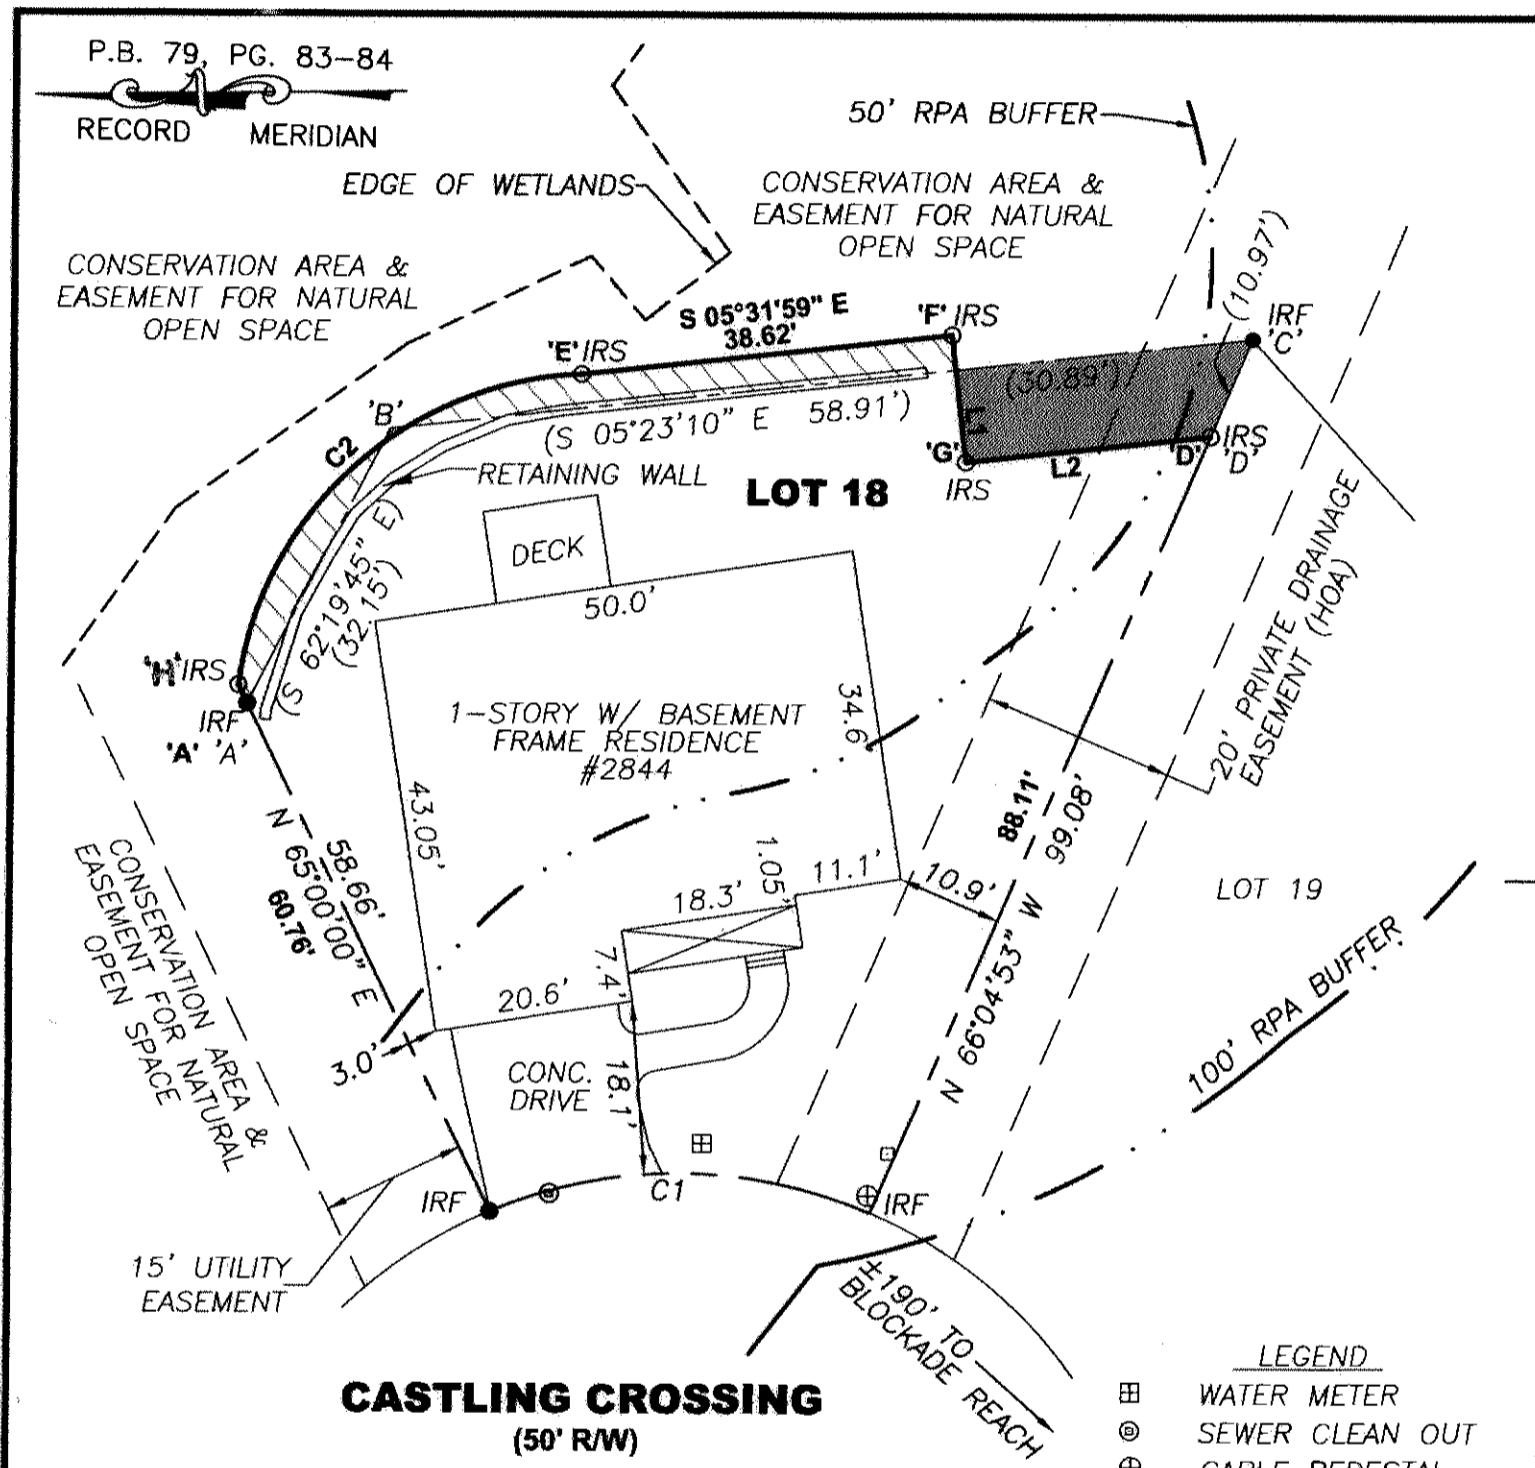 P.B. 79, PG. 83-84
RECORD MERIDIAN
50' RPA BUFFER
EDGE OF WETLANDS
CONSERVATION AREA &
EASEMENT FOR NATURAL
OPEN SPACE
CONSERVATION AREA &
EASEMENT FOR NATURAL
OPEN SPACE
(10.97')
S 05°31'59" E
38.62'
'F' IRS
IRF
'C'
'E' IRS
(30.89')
'B'
(S 05°23'10" E 58.91')
C2
L1
IRS
'D' 'D'
'G'
IRS
L2
RETAINING WALL
LOT 18
DECK
50.0'
(S 62°19'45" E)
(32.15')
20' PRIVATE DRAINAGE
EASEMENT (HOA)
'H' IRS
IRF
'A' 'A'
1-STORY W/ BASEMENT
FRAME RESIDENCE
#2844
34.6'
43.05'
58.66'
N 65°00'00" E
60.76'
88.11'
99.08'
N 66°04'53" W
1.05'
11.1'
10.9'
18.3'
7.4'
20.6'
3.0'
18.1'
LOT 19
CONSERVATION AREA &
EASEMENT FOR NATURAL
OPEN SPACE
100' RPA BUFFER
CONC.
DRIVE
IRF
C1
IRF
15' UTILITY
EASEMENT
±190' TO
BLOCKADE REACH
CASTLING CROSSING
(50' R/W)
LEGEND
WATER METER
SEWER CLEAN OUT
CABLE PEDESTAL